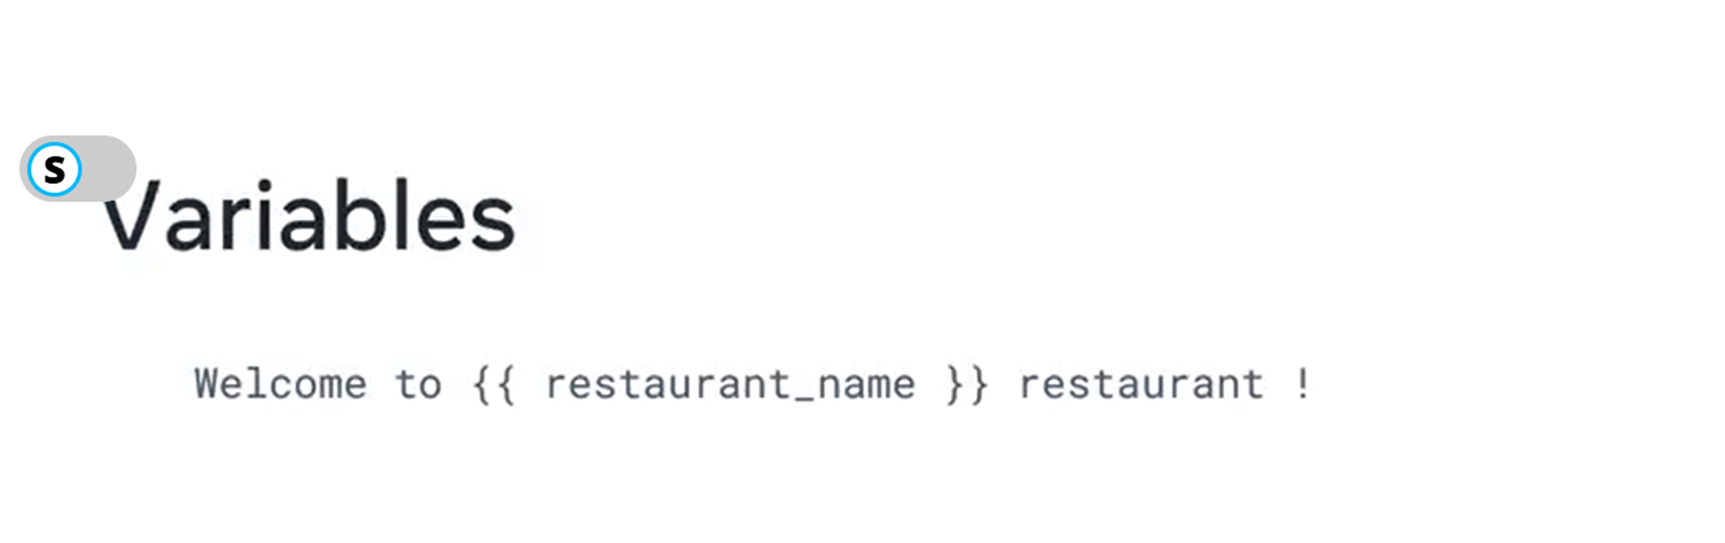 S
Variables
Welcome to {{ restaurant_name }} restaurant !